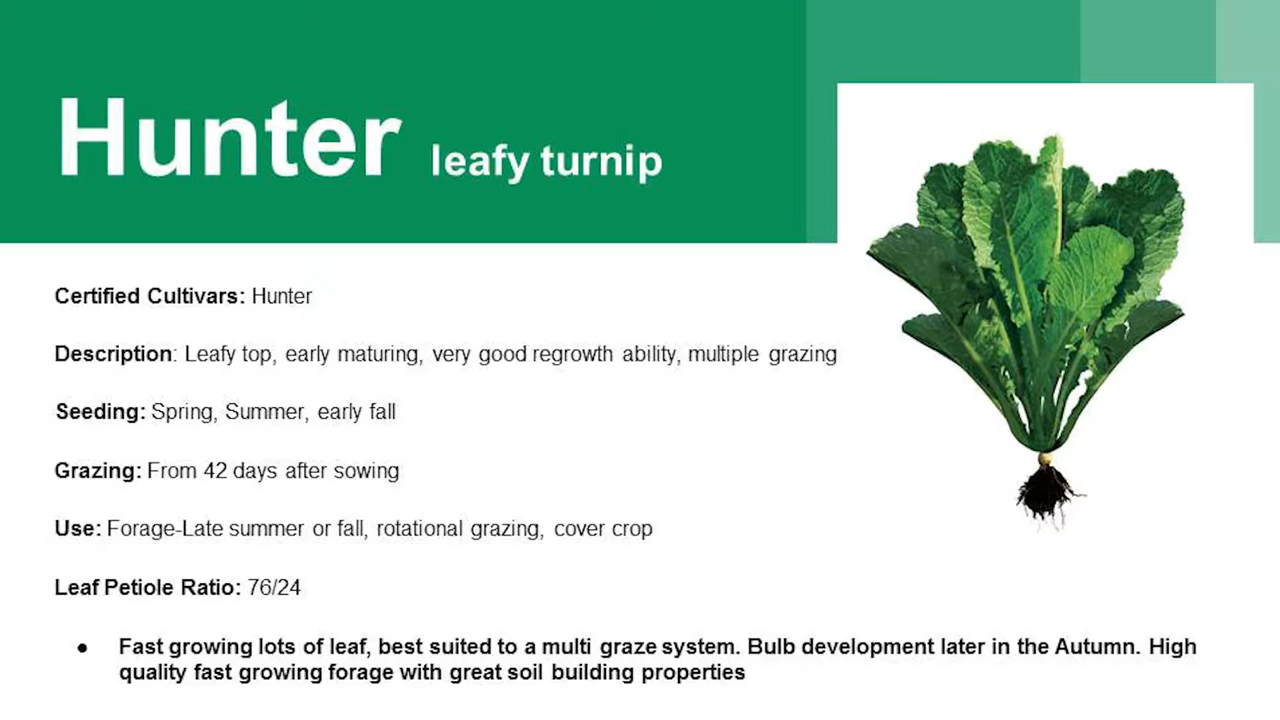 Hunter leafy turnip
Certified Cultivars: Hunter
Description: Leafy top, early maturing, very good regrowth ability, multiple grazing
Seeding: Spring, Summer, early fall
Grazing: From 42 days after sowing
Use: Forage-Late summer or fall, rotational grazing, cover crop
Leaf Petiole Ratio: 76/24
● Fast growing lots of leaf, best suited to a multi graze system. Bulb development later in the Autumn. High
quality fast growing forage with great soil building properties